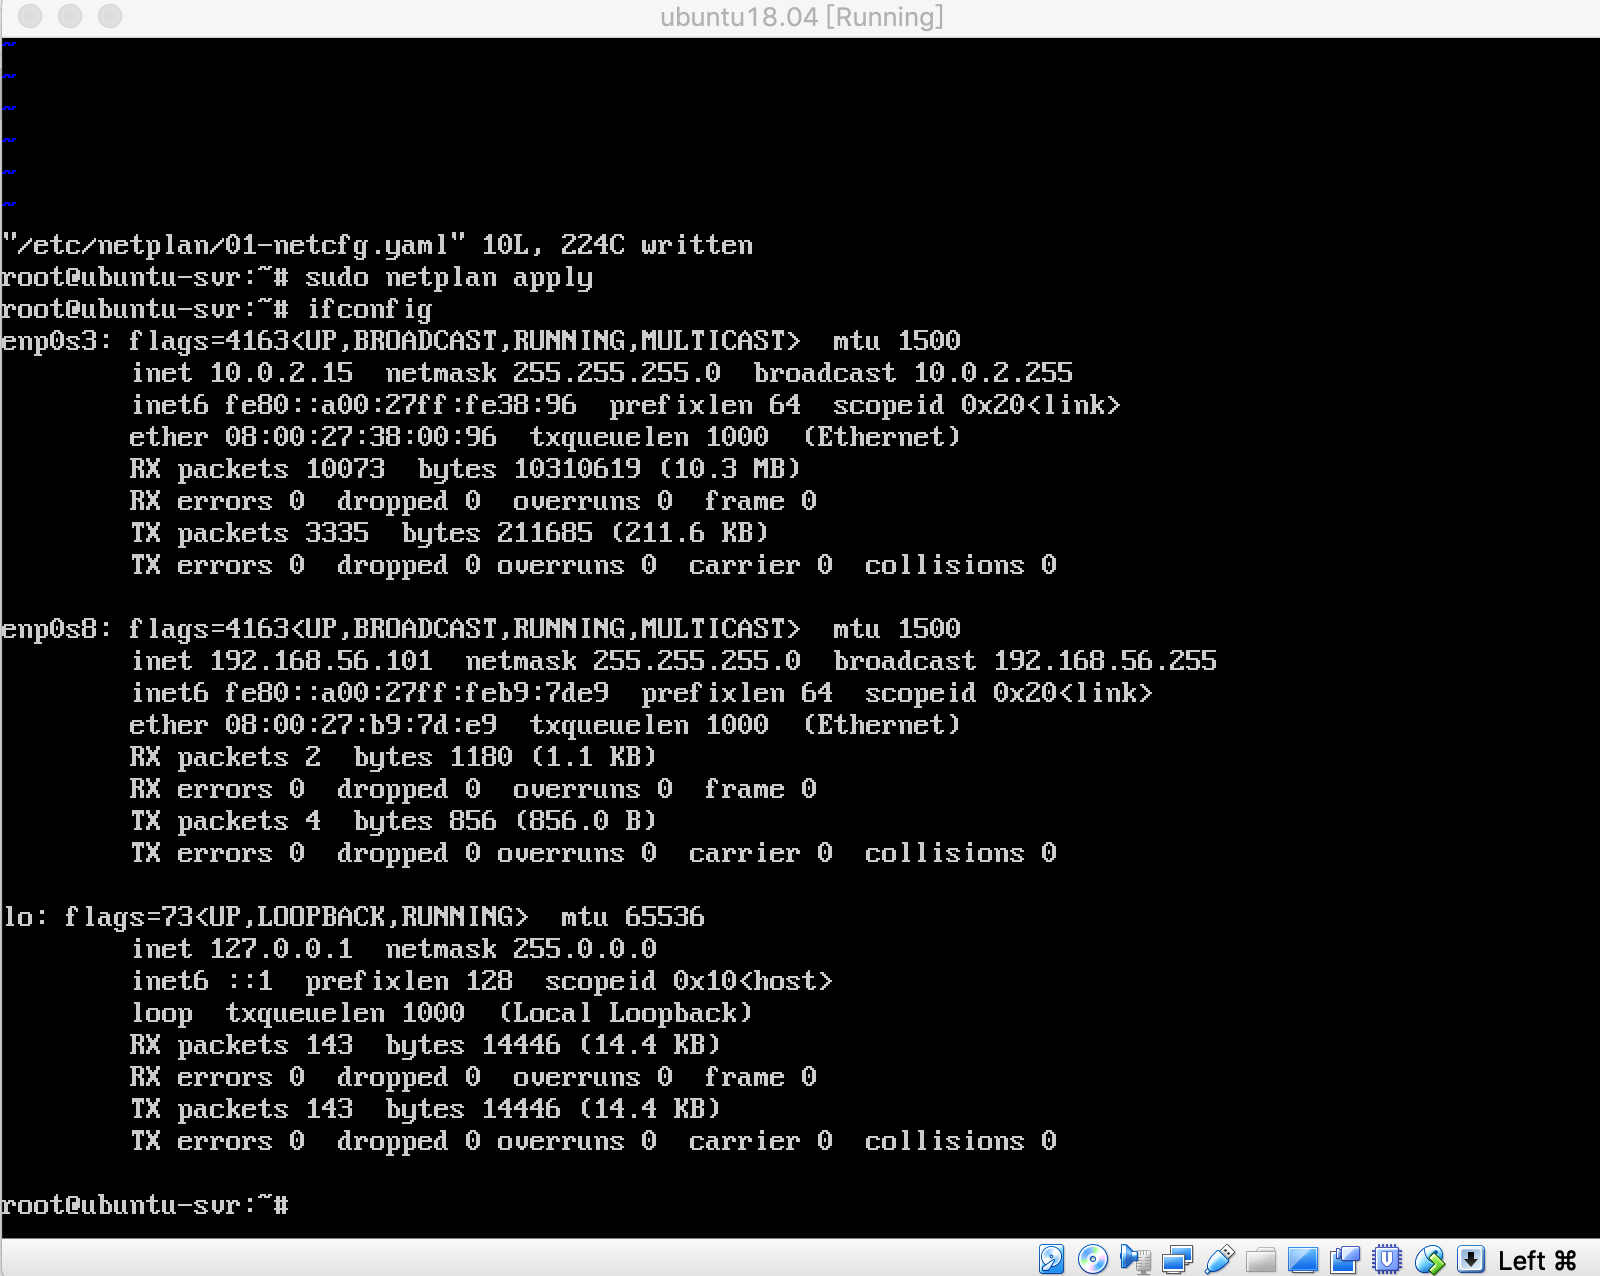 ubuntu18.04 [Running]
~
~
~
~
~
~
"/etc/netplan/01-netcfg.yaml" 10L, 224C written
root@ubuntu-svr:~# sudo netplan apply
root@ubuntu-svr:~# ifconfig
enp0s3: flags=4163<UP,BROADCAST,RUNNING,MULTICAST>  mtu 1500
        inet 10.0.2.15  netmask 255.255.255.0  broadcast 10.0.2.255
        inet6 fe80::a00:27ff:fe38:96  prefixlen 64  scopeid 0x20<link>
        ether 08:00:27:38:00:96  txqueuelen 1000  (Ethernet)
        RX packets 10073  bytes 10310619 (10.3 MB)
        RX errors 0  dropped 0  overruns 0  frame 0
        TX packets 3335  bytes 211685 (211.6 KB)
        TX errors 0  dropped 0 overruns 0  carrier 0  collisions 0
enp0s8: flags=4163<UP,BROADCAST,RUNNING,MULTICAST>  mtu 1500
        inet 192.168.56.101  netmask 255.255.255.0  broadcast 192.168.56.255
        inet6 fe80::a00:27ff:feb9:7de9  prefixlen 64  scopeid 0x20<link>
        ether 08:00:27:b9:7d:e9  txqueuelen 1000  (Ethernet)
        RX packets 2  bytes 1180 (1.1 KB)
        RX errors 0  dropped 0  overruns 0  frame 0
        TX packets 4  bytes 856 (856.0 B)
        TX errors 0  dropped 0 overruns 0  carrier 0  collisions 0
lo: flags=73<UP,LOOPBACK,RUNNING>  mtu 65536
        inet 127.0.0.1  netmask 255.0.0.0
        inet6 ::1  prefixlen 128  scopeid 0x10<host>
        loop  txqueuelen 1000  (Local Loopback)
        RX packets 143  bytes 14446 (14.4 KB)
        RX errors 0  dropped 0  overruns 0  frame 0
        TX packets 143  bytes 14446 (14.4 KB)
        TX errors 0  dropped 0 overruns 0  carrier 0  collisions 0
root@ubuntu-svr:~#
Left ⌘